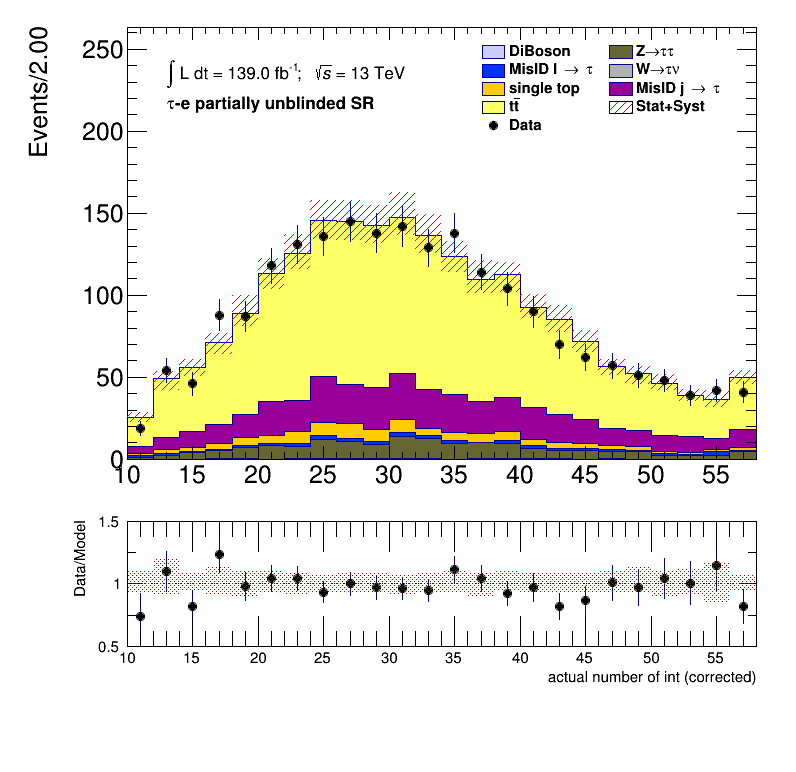 Events/2.00
250
200
150
100
50
0
∫ L dt = 139.0 fb⁻¹; √s = 13 TeV
τ-e partially unblinded SR
DiBoson
MisID l → τ
single top
tt̄
Data
Z→ττ
W→τν
MisID j → τ
Stat+Syst
10 15 20 25 30 35 40 45 50 55
Data/Model
1.5
1
0.5
10 15 20 25 30 35 40 45 50 55
actual number of int (corrected)